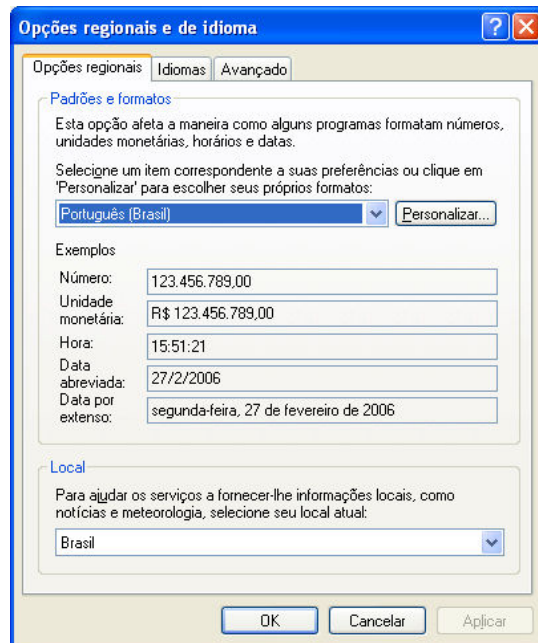 Opções regionais e de idioma
Opções regionais Idiomas Avançado
Padrões e formatos
Esta opção afeta a maneira como alguns programas formatam números,
unidades monetárias, horários e datas.
Selecione um item correspondente a suas preferências ou clique em
'Personalizar' para escolher seus próprios formatos:
Português (Brasil) Personalizar...
Exemplos
Número: 123.456.789,00
Unidade
monetária: R$ 123.456.789,00
Hora: 15:51:21
Data
abreviada: 27/2/2006
Data por
extenso: segunda-feira, 27 de fevereiro de 2006
Local
Para ajudar os serviços a fornecer-lhe informações locais, como
notícias e meteorologia, selecione seu local atual:
Brasil
OK Cancelar Aplicar